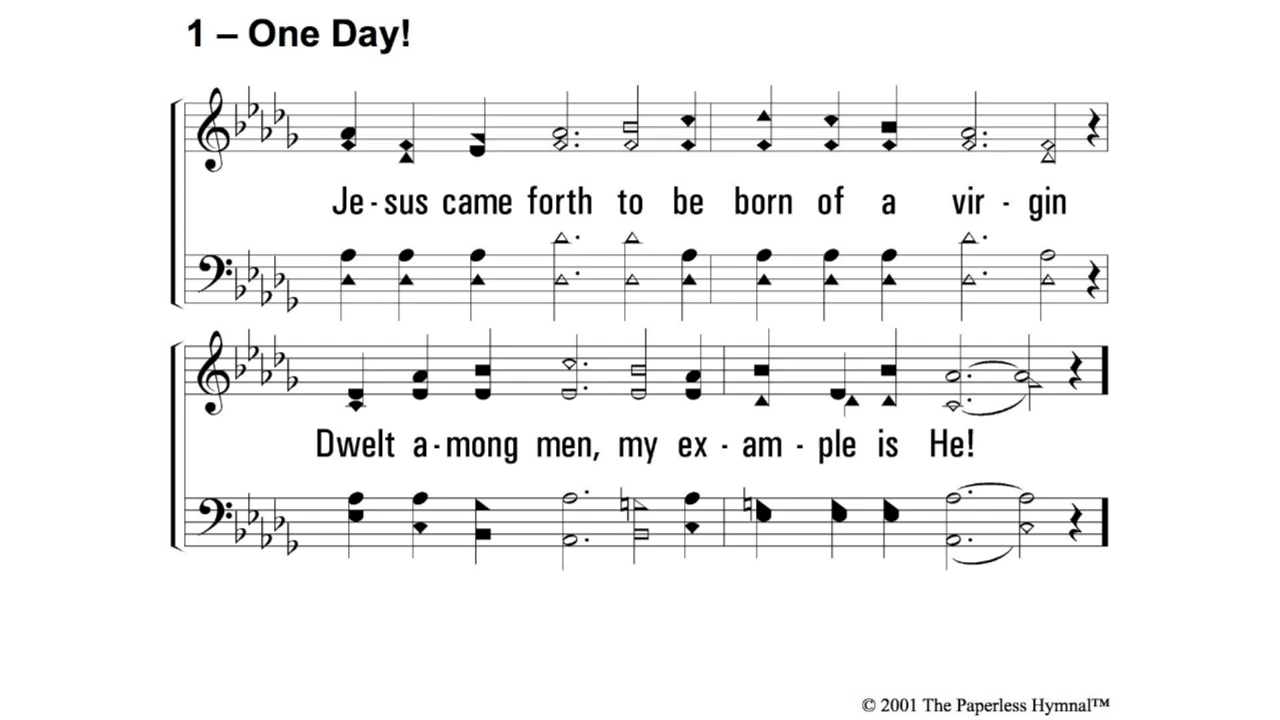 1 – One Day!
Je - sus came forth to be born of a vir - gin
Dwelt a - mong men, my ex - am - ple is He!
© 2001 The Paperless Hymnal™